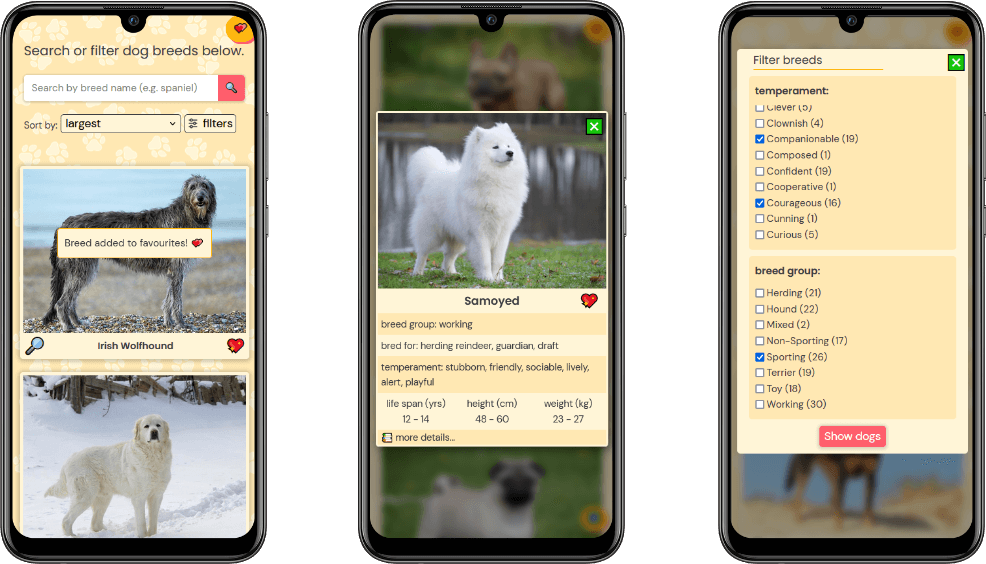 Search or filter dog breeds below.
Search by breed name (e.g. spaniel)
Sort by: largest filters
Breed added to favourites!
Irish Wolfhound
Samoyed
breed group: working
bred for: herding reindeer, guardian, draft
temperament: stubborn, friendly, sociable, lively,
alert, playful
life span (yrs) height (cm) weight (kg)
12 - 14 48 - 60 23 - 27
more details...
Filter breeds
temperament:
Clever (5)
Clownish (4)
Companionable (19)
Composed (1)
Confident (19)
Cooperative (1)
Courageous (16)
Cunning (1)
Curious (5)
breed group:
Herding (21)
Hound (22)
Mixed (2)
Non-Sporting (17)
Sporting (26)
Terrier (19)
Toy (18)
Working (30)
Show dogs